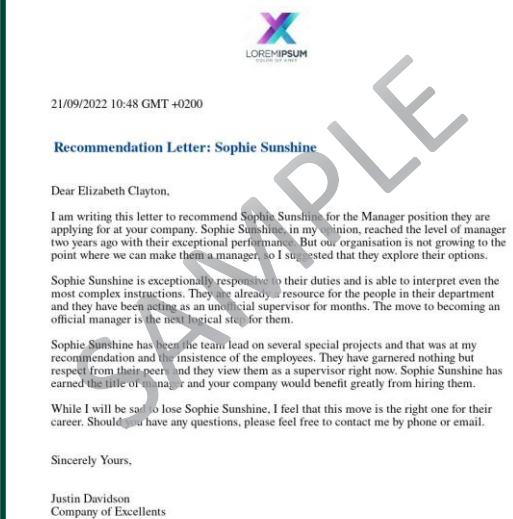 LOREMIPSUM
21/09/2022 10:48 GMT +0200
Recommendation Letter: Sophie Sunshine
Dear Elizabeth Clayton,
I am writing this letter to recommend Sophie Sunshine for the Manager position they are
applying for at your company. Sophie Sunshine, in my opinion, reached the level of manager
two years ago with their exceptional performance. But our organisation is not growing to the
point where we can make them a manager, so I suggested that they explore their options.
Sophie Sunshine is exceptionally responsive to their duties and is able to interpret even the
most complex instructions. They are already a resource for the people in their department
and they have been acting as an unofficial supervisor for months. The move to becoming an
official manager is the next logical step for them.
Sophie Sunshine has been the team lead on several special projects and that was at my
recommendation and the insistence of the employees. They have garnered nothing but
respect from their peers and they view them as a supervisor right now. Sophie Sunshine has
earned the title of manager and your company would benefit greatly from hiring them.
While I will be sad to lose Sophie Sunshine, I feel that this move is the right one for their
career. Should you have any questions, please feel free to contact me by phone or email.
Sincerely Yours,
Justin Davidson
Company of Excellents
SAMPLE